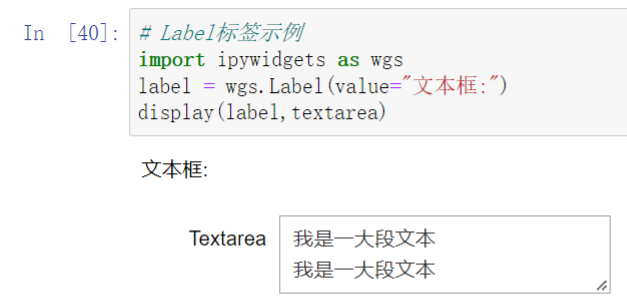 In [40]: # Label标签示例
import ipywidgets as wgs
label = wgs.Label(value="文本框:")
display(label,textarea)
文本框:
Textarea 我是一大段文本
我是一大段文本